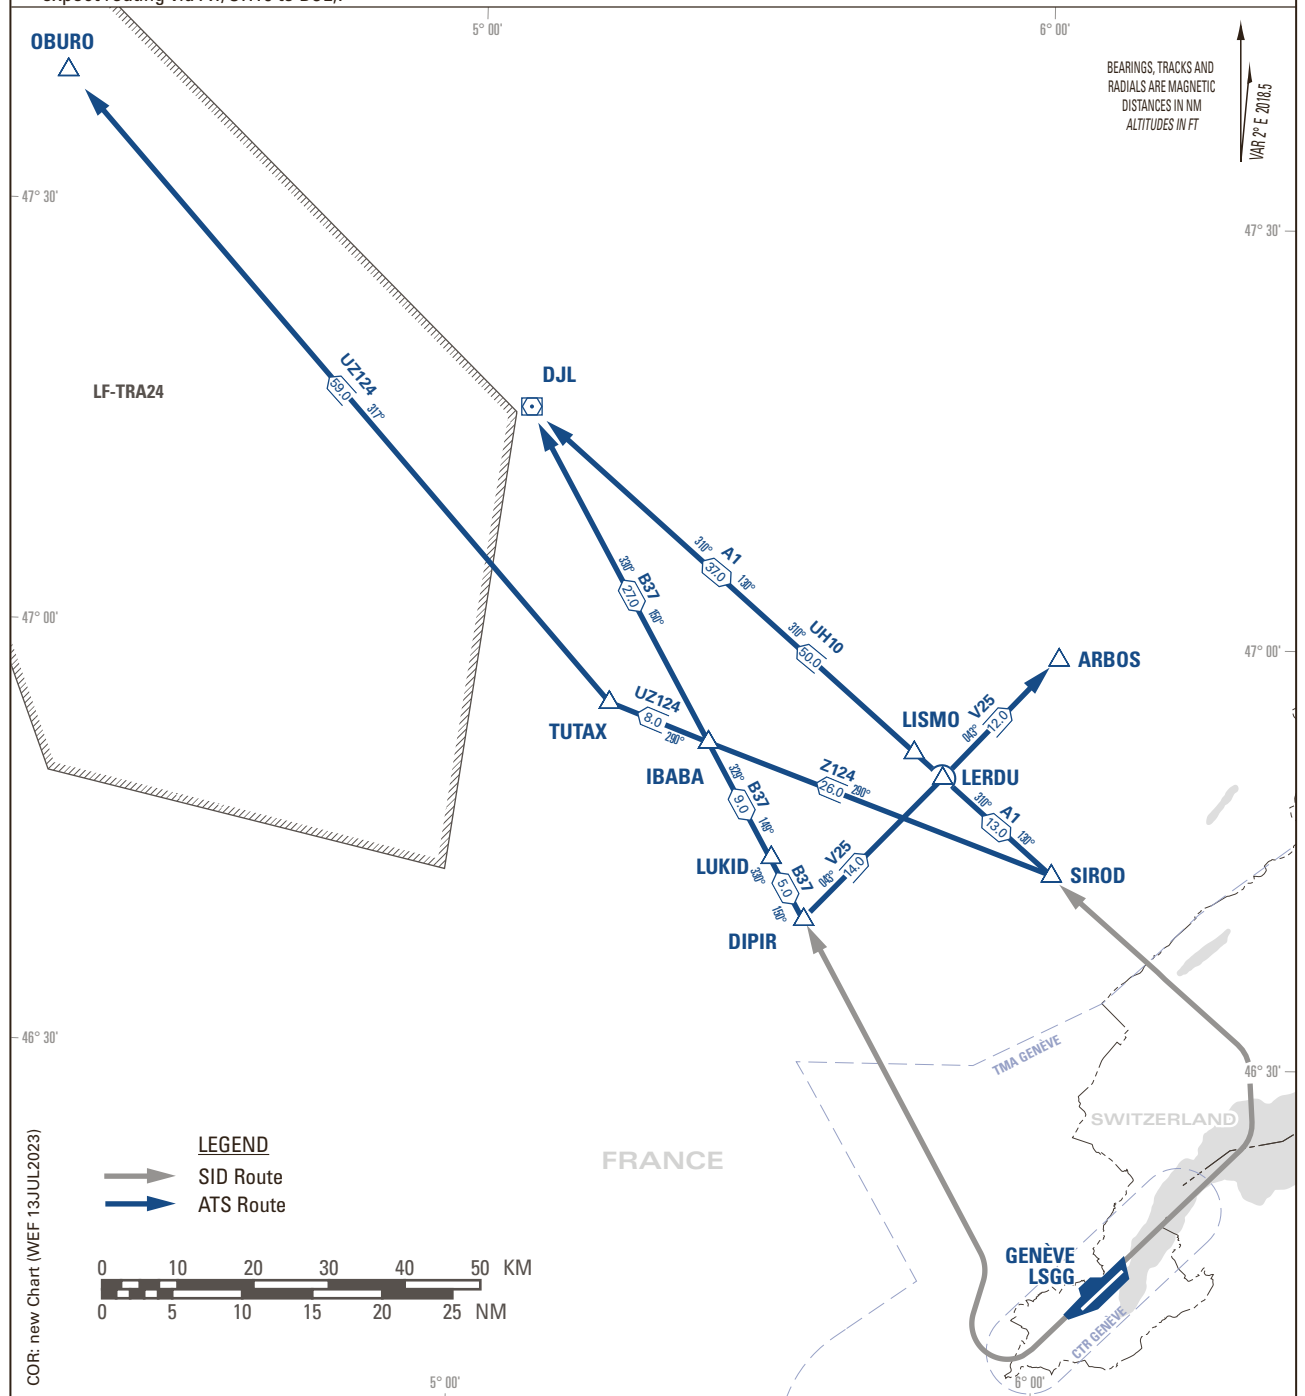 5° 00'
6° 00'
OBURO
BEARINGS, TRACKS AND
RADIALS ARE MAGNETIC
DISTANCES IN NM
ALTITUDES IN FT
VAR 2° E 2018.5
47° 30'
47° 30'
UZ124
59.0
317°
LF-TRA24
DJL
310°
A1
37.0
130°
330°
B37
27.0
150°
310°
UH10
50.0
47° 00'
47° 00'
ARBOS
UZ124
8.0
290°
TUTAX
IBABA
LISMO
043°
V25
12.0
LERDU
Z124
26.0
290°
329°
B37
9.0
149°
310°
A1
13.0
130°
LUKID
330°
B37
5.0
150°
043°
V25
14.0
SIROD
DIPIR
46° 30'
46° 30'
TMA GENÈVE
SWITZERLAND
FRANCE
LEGEND
SID Route
ATS Route
GENÈVE
LSGG
CTR GENÈVE
0 10 20 30 40 50 KM
0 5 10 15 20 25 NM
COR: new Chart (WEF 13JUL2023)
5° 00'
6° 00'